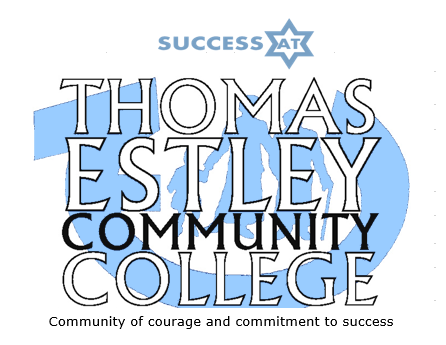 SUCCESS AT
THOMAS
ESTLEY
COMMUNITY
COLLEGE
Community of courage and commitment to success